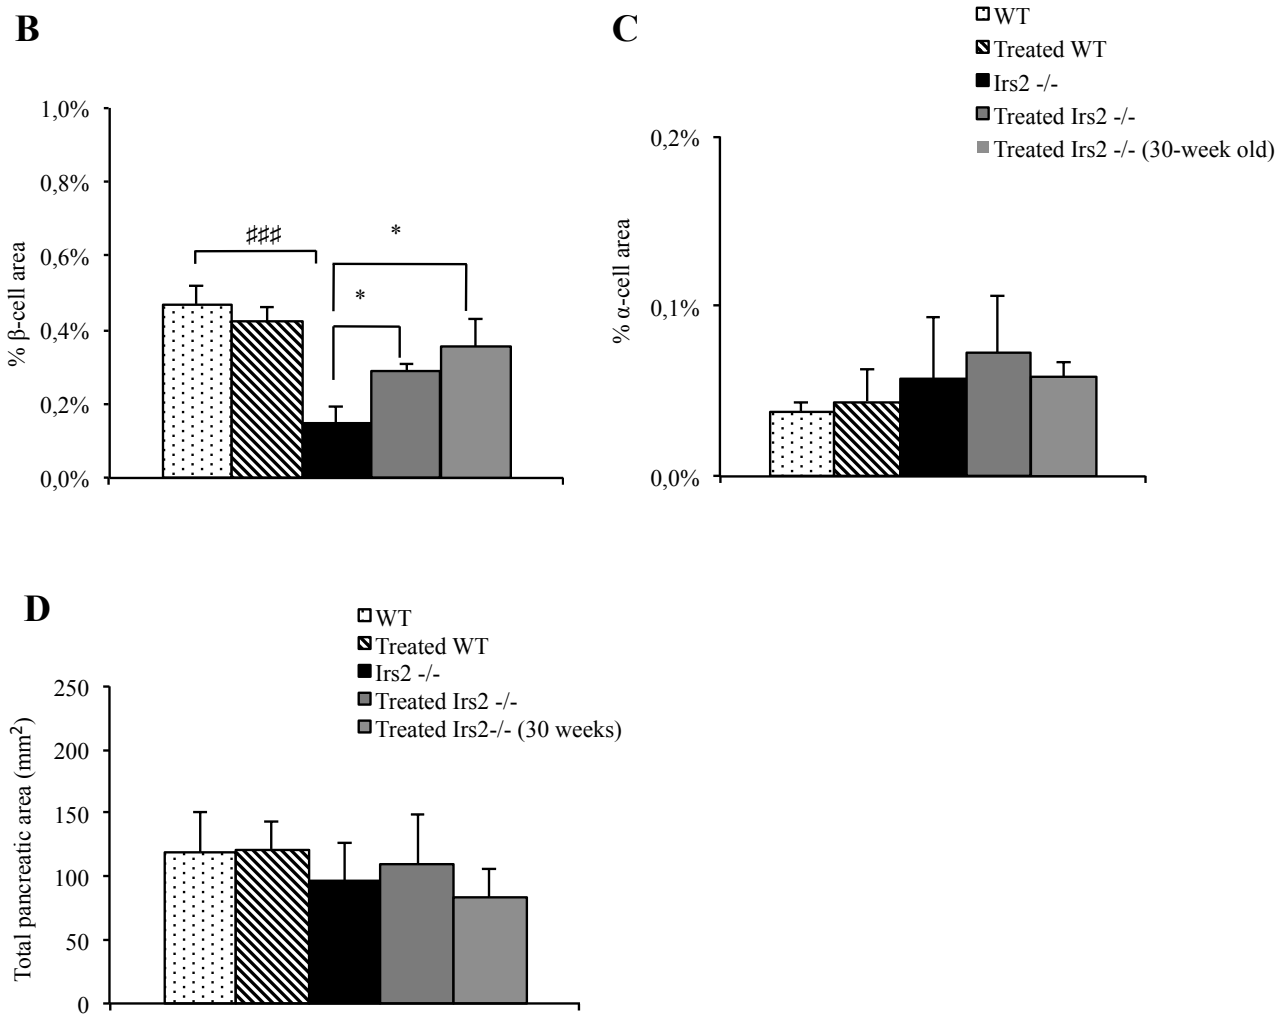 B
1,0%
0,8%
0,6%
0,4%
0,2%
0,0%
% β-cell area
♯♯♯
*
*
C
WT
Treated WT
Irs2 -/-
Treated Irs2 -/-
Treated Irs2 -/- (30-week old)
0,2%
0,1%
0,0%
% α-cell area
D
WT
Treated WT
Irs2 -/-
Treated Irs2 -/-
Treated Irs2-/- (30 weeks)
250
200
150
100
50
0
Total pancreatic area (mm²)